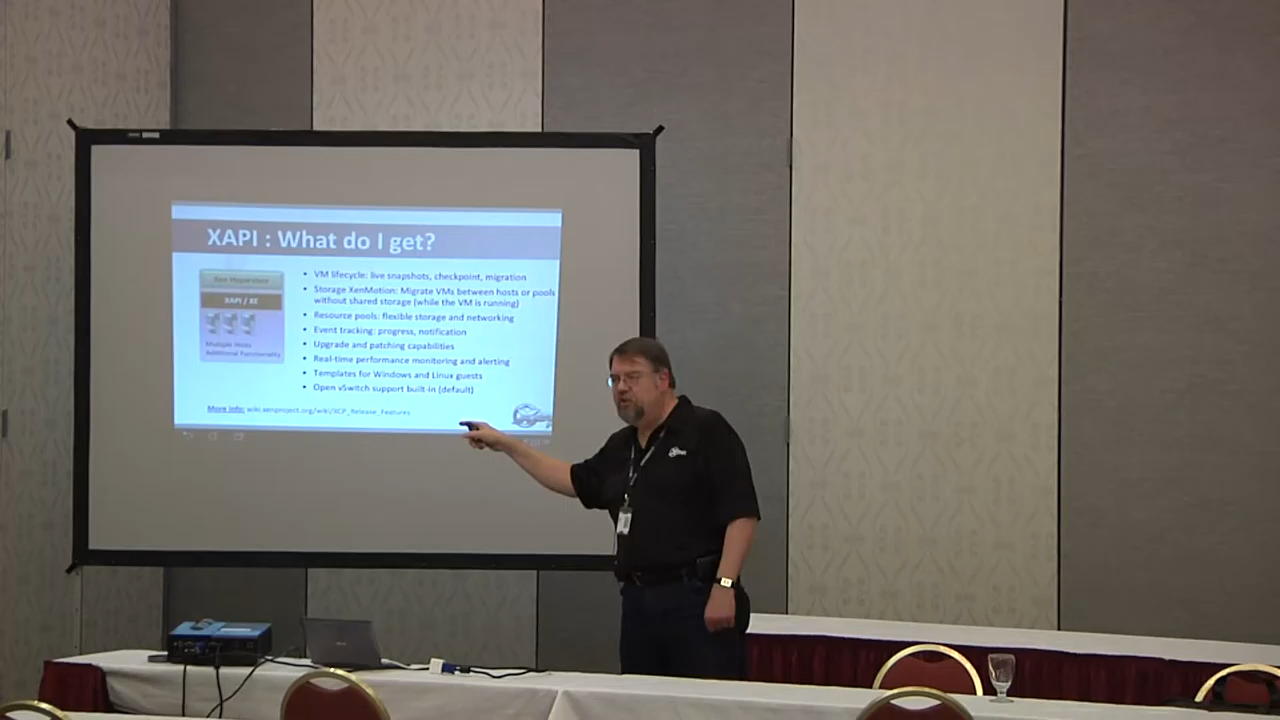 XAPI : What do I get?
Xen Hypervisor
XAPI / XE
Multiple Hosts
Additional Functionality
• VM lifecycle: live snapshots, checkpoint, migration
• Storage XenMotion: Migrate VMs between hosts or pools
without shared storage (while the VM is running)
• Resource pools: flexible storage and networking
• Event tracking: progress, notification
• Upgrade and patching capabilities
• Real-time performance monitoring and alerting
• Templates for Windows and Linux guests
• Open vSwitch support built-in (default)
More info: wiki.xenproject.org/wiki/XCP_Release_Features